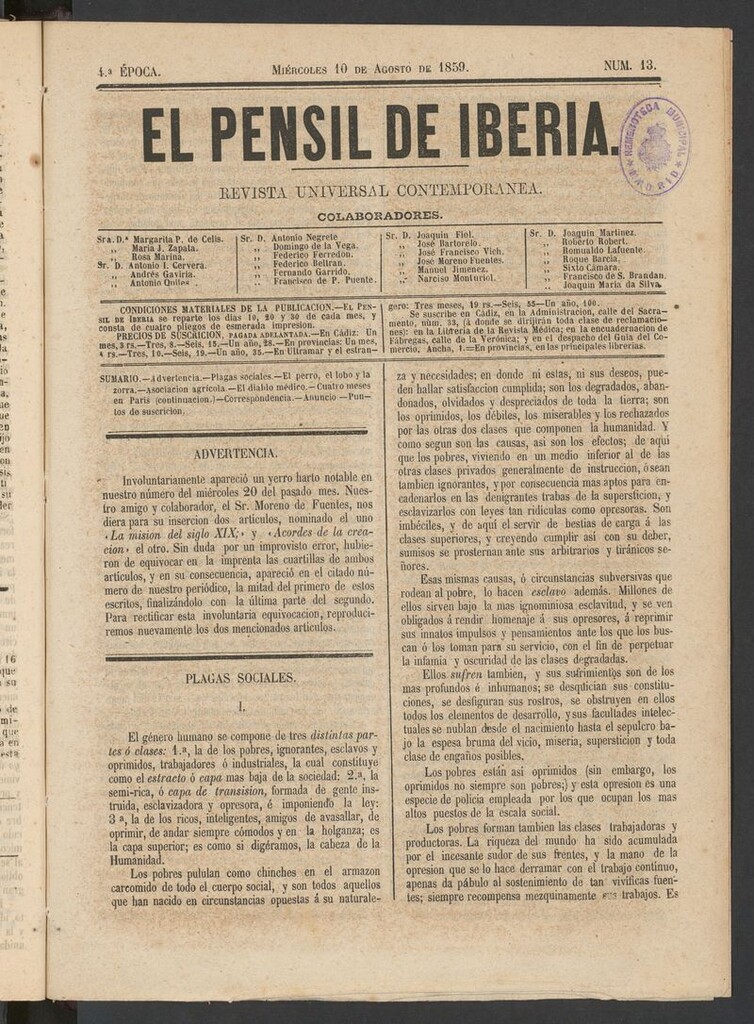 4.ª ÉPOCA.
MIÉRCOLES 10 DE AGOSTO DE 1859.
NUM. 13.
EL PENSIL DE IBERIA.
HEMEROTECA MUNICIPAL
MADRID
REVISTA UNIVERSAL CONTEMPORANEA.
COLABORADORES.
Sra. D.ª Margarita P. de Celis.
,, Maria J. Zapata.
,, Rosa Marina.
Sr. D. Antonio I. Cervera.
,, Andrés Gaviria.
,, Antonio Quiles
Sr. D. Antonio Negrete
,, Domingo de la Vega.
,, Federico Ferredon.
,, Federico Beltran.
,, Fernando Garrido.
,, Francisco de P. Puente.
Sr. D. Joaquin Fiol.
,, José Bartorelo.
,, José Francisco Vich.
,, José Moreno Fuentes.
,, Manuel Jimenez.
,, Narciso Monturiol.
Sr. D. Joaquin Martinez.
,, Roberto Robert.
,, Romualdo Lafuente.
,, Roque Barcia.
,, Sixto Cámara.
,, Francisco de S. Brandan.
,, Joaquin Maria da Silva.
CONDICIONES MATERIALES DE LA PUBLICACION.—EL PEN-
SIL DE IBERIA se reparte los dias 10, 20 y 30 de cada mes, y
consta de cuatro pliegos de esmerada impresion.
PRECIOS DE SUSCRICION, PAGADA ADELANTADA.—En Cádiz: Un
mes, 3 rs.—Tres, 8.—Seis, 15.—Un año, 28.—En provincias: Un mes,
4 rs.—Tres, 10.—Seis, 19.—Un año, 35.—En Ultramar y el estran-
gero: Tres meses, 19 rs.—Seis, 55—Un año, 100.
Se suscribe en Cádiz, en la Administracion, calle del Sacra-
mento, núm. 33, (á donde se dirijirán toda clase de reclamacio-
nes): en la Librería de la Revista Médica; en la encuadernacion de
Fábregas, calle de la Verónica; y en el despacho del Guia del Co-
mercio, Ancha, 1.=En provincias, en las principales librerias.
SUMARIO.—Advertencia.—Plagas sociales.—El perro, el lobo y la
zorra.—Asociacion agrícola—El diablo médico.—Cuatro meses
en Paris (continuacion.)—Correspondencia.—Anuncio—Pun-
tos de suscricion.
ADVERTENCIA.
Involuntariamente apareció un yerro harto notable en
nuestro número del miércoles 20 del pasado mes. Nues-
tro amigo y colaborador, el Sr. Moreno de Fuentes, nos
diera para su insercion dos artículos, nominado el uno
«La mision del siglo XIX;» y «Acordes de la crea-
cion» el otro. Sin duda por un improvisto error, hubie-
ron de equivocar en la imprenta las cuartillas de ambos
artículos, y en su consecuencia, apareció en el citado nú-
mero de nuestro periódico, la mitad del primero de estos
escritos, finalizándolo con la última parte del segundo.
Para rectificar esta involuntaria equivocacion, reproduci-
remos nuevamente los dos mencionados artículos.
PLAGAS SOCIALES.
I.
El género humano se compone de tres distintas par-
tes ó clases: 1.ª, la de los pobres, ignorantes, esclavos y
oprimidos, trabajadores ó industriales, la cual constituye
como el estracto ó capa mas baja de la sociedad: 2.ª, la
semi-rica, ó capa de transision, formada de gente ins-
truida, esclavizadora y opresora, é imponiendo la ley:
3ª, la de los ricos, inteligentes, amigos de avasallar, de
oprimir, de andar siempre cómodos y en la holganza; es
la capa superior; es como si digéramos, la cabeza de la
Humanidad.
Los pobres pululan como chinches en el armazon
carcomido de todo el cuerpo social, y son todos aquellos
que han nacido en circunstancias opuestas á su naturale-
za y necesidades; en donde ni estas, ni sus deseos, pue-
den hallar satisfaccion cumplida; son los degradados, aban-
donados, olvidados y despreciados de toda la tierra; son
los oprimidos, los débiles, los miserables y los rechazados
por las otras dos clases que componen la humanidad. Y
como segun son las causas, asi son los efectos; de aqui
que los pobres, viviendo en un medio inferior al de las
otras clases privados generalmente de instruccion, ó sean
tambien ignorantes, y por consecuencia mas aptos para en-
cadenarlos en las denigrantes trabas de la supersticion, y
esclavizarlos con leyes tan ridiculas como opresoras. Son
imbéciles, y de aquí el servir de bestias de carga á las
clases superiores, y creyendo cumplir así con su deber,
sumisos se prosternan ante sus arbitrarios y tiránicos se-
ñores.
Esas mismas causas, ó circunstancias subversivas que
rodean al pobre, lo hacen esclavo además. Millones de
ellos sirven bajo la mas ignominiosa esclavitud, y se ven
obligados á rendir homenaje á sus opresores, á reprimir
sus innatos impulsos y pensamientos ante los que los bus-
can ó los toman para su servicio, con el fin de perpetuar
la infamia y oscuridad de las clases degradadas.
Ellos sufren tambien, y sus sufrimientos son de los
mas profundos é inhumanos; se desquician sus constitu-
ciones, se desfiguran sus rostros, se obstruyen en ellos
todos los elementos de desarrollo, y sus facultades intelec-
tuales se nublan desde el nacimiento hasta el sepulcro ba-
jo la espesa bruma del vicio, miseria, supersticion y toda
clase de engaños posibles.
Los pobres están asi oprimidos (sin embargo, los
oprimidos no siempre son pobres;) y esta opresion es una
especie de policia empleada por los que ocupan los mas
altos puestos de la escala social.
Los pobres forman tambien las clases trabajadoras y
productoras. La riqueza del mundo ha sido acumulada
por el incesante sudor de sus frentes, y la mano de la
opresion que se lo hace derramar con el trabajo continuo,
apenas da pábulo al sostenimiento de tan vivíficas fuen-
tes; siempre recompensa mezquinamente sus trabajos. Es